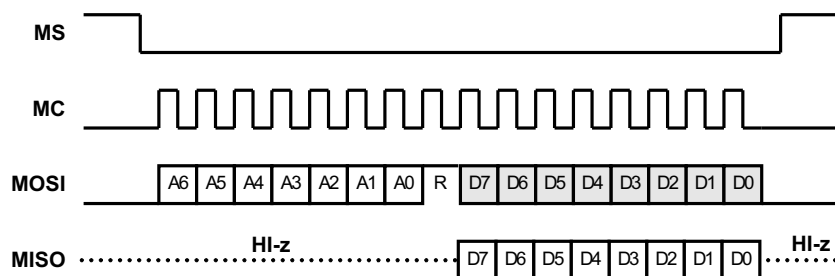 MS
MC
MOSI A6 A5 A4 A3 A2 A1 A0 R D7 D6 D5 D4 D3 D2 D1 D0
HI-z HI-z
MISO D7 D6 D5 D4 D3 D2 D1 D0